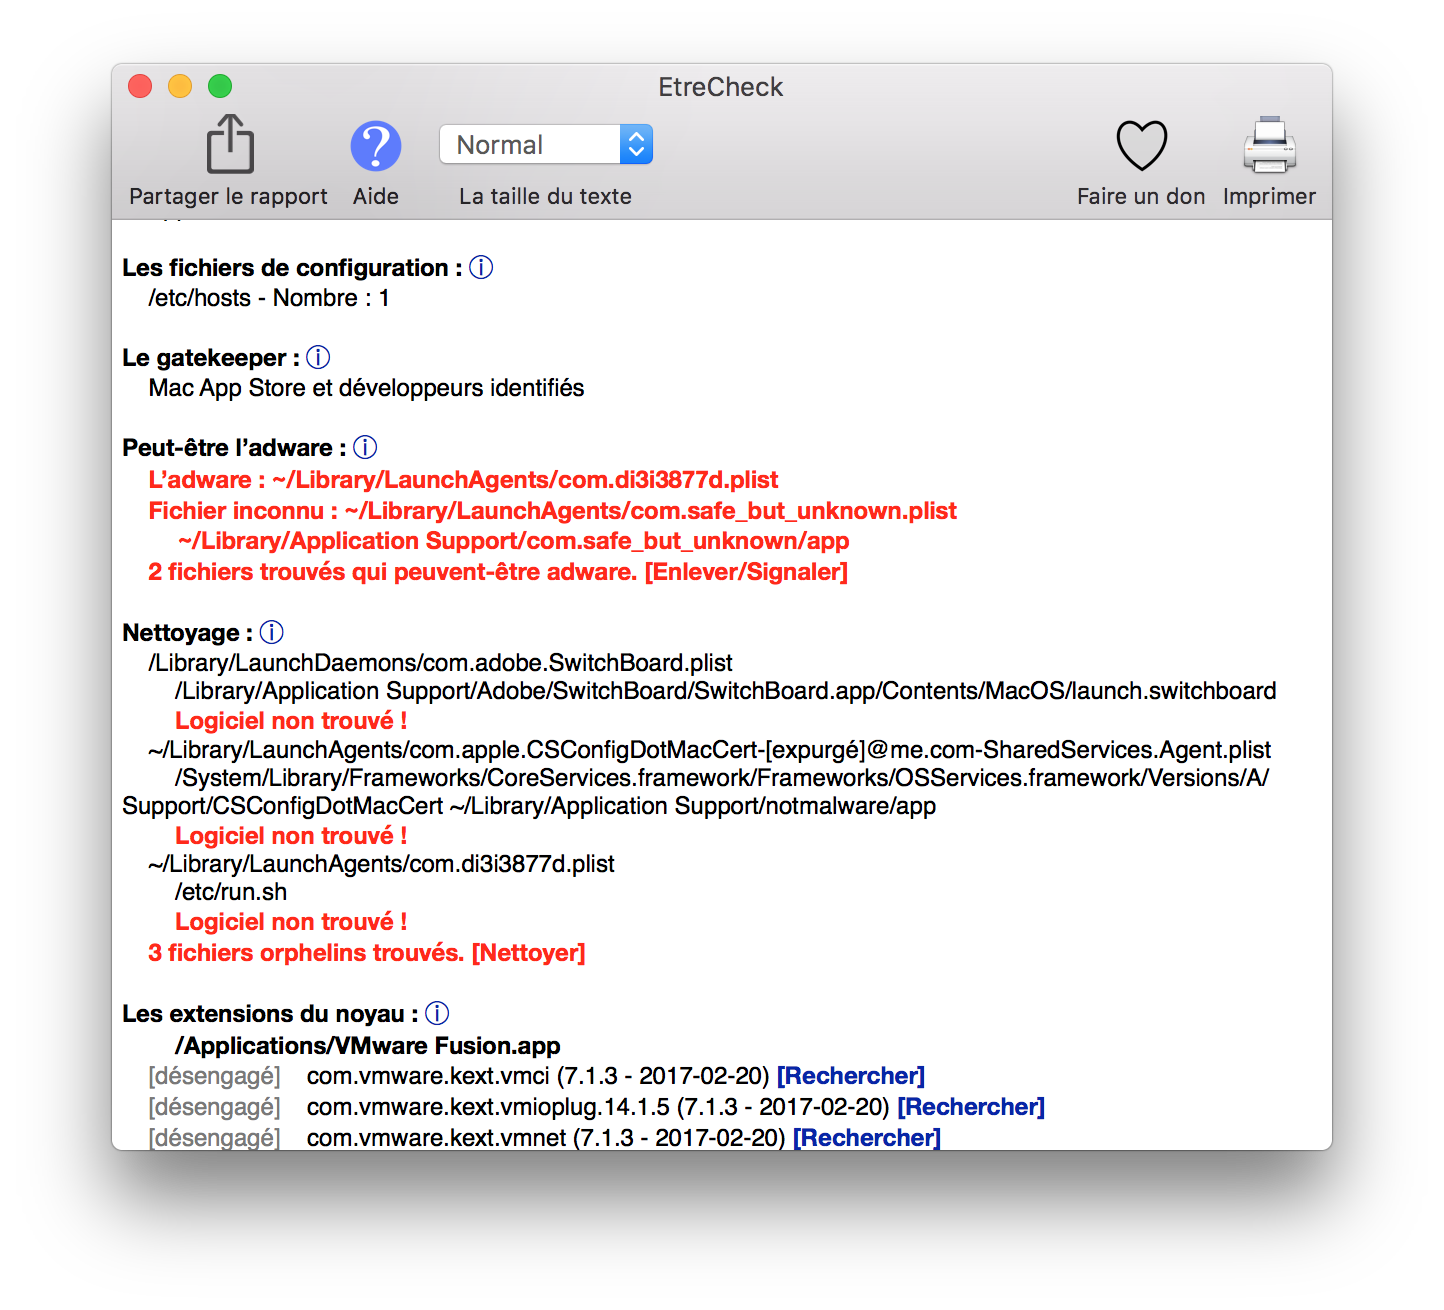 EtreCheck
Normal
Partager le rapport
Aide
La taille du texte
Faire un don
Imprimer
Les fichiers de configuration : ⓘ
/etc/hosts - Nombre : 1
Le gatekeeper : ⓘ
Mac App Store et développeurs identifiés
Peut-être l’adware : ⓘ
L’adware : ~/Library/LaunchAgents/com.di3i3877d.plist
Fichier inconnu : ~/Library/LaunchAgents/com.safe_but_unknown.plist
~/Library/Application Support/com.safe_but_unknown/app
2 fichiers trouvés qui peuvent-être adware. [Enlever/Signaler]
Nettoyage : ⓘ
/Library/LaunchDaemons/com.adobe.SwitchBoard.plist
/Library/Application Support/Adobe/SwitchBoard/SwitchBoard.app/Contents/MacOS/launch.switchboard
Logiciel non trouvé !
~/Library/LaunchAgents/com.apple.CSConfigDotMacCert-[expurgé]@me.com-SharedServices.Agent.plist
/System/Library/Frameworks/CoreServices.framework/Frameworks/OSServices.framework/Versions/A/
Support/CSConfigDotMacCert ~/Library/Application Support/notmalware/app
Logiciel non trouvé !
~/Library/LaunchAgents/com.di3i3877d.plist
/etc/run.sh
Logiciel non trouvé !
3 fichiers orphelins trouvés. [Nettoyer]
Les extensions du noyau : ⓘ
/Applications/VMware Fusion.app
[désengagé] com.vmware.kext.vmci (7.1.3 - 2017-02-20) [Rechercher]
[désengagé] com.vmware.kext.vmioplug.14.1.5 (7.1.3 - 2017-02-20) [Rechercher]
[désengagé] com.vmware.kext.vmnet (7.1.3 - 2017-02-20) [Rechercher]